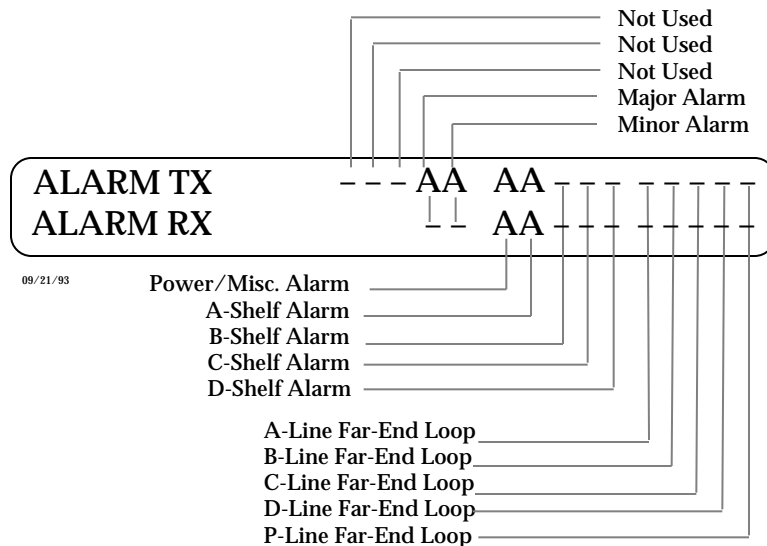 Not Used
Not Used
Not Used
Major Alarm
Minor Alarm
ALARM TX - - - AA AA - - - - - - - -
ALARM RX - - AA - - - - - - - -
09/21/93
Power/Misc. Alarm
A-Shelf Alarm
B-Shelf Alarm
C-Shelf Alarm
D-Shelf Alarm
A-Line Far-End Loop
B-Line Far-End Loop
C-Line Far-End Loop
D-Line Far-End Loop
P-Line Far-End Loop